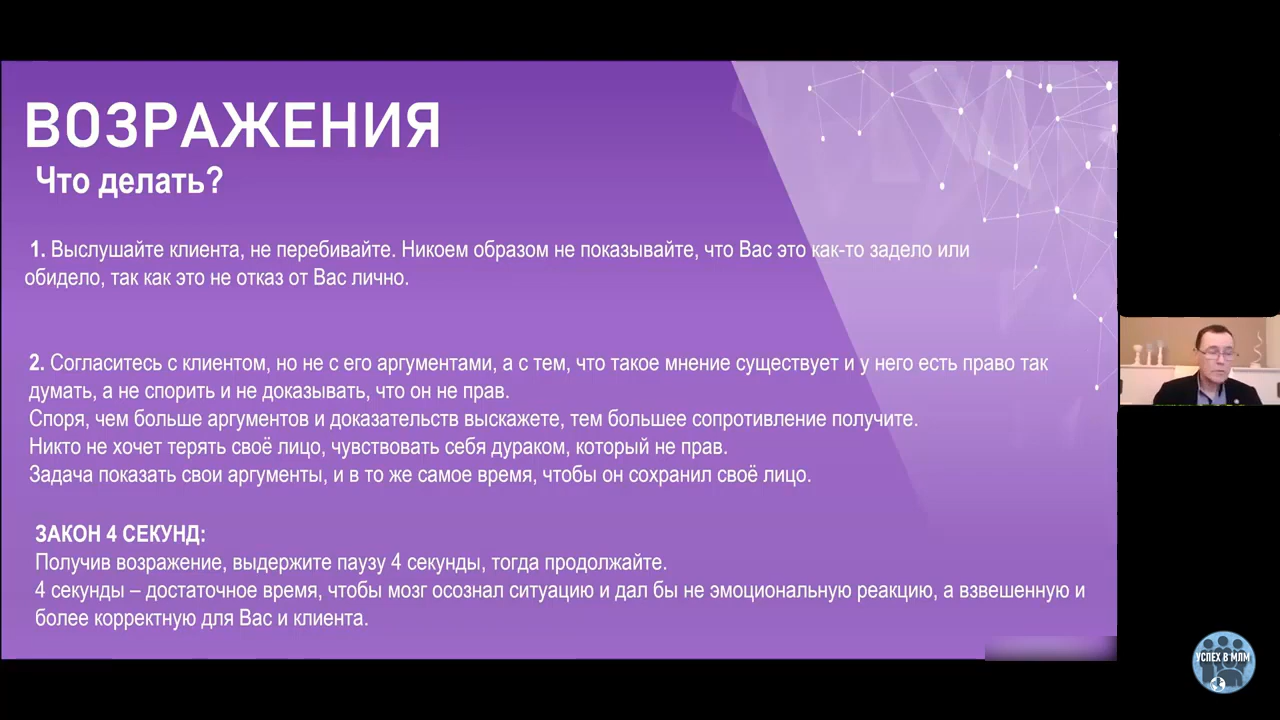 ВОЗРАЖЕНИЯ
Что делать?
1. Выслушайте клиента, не перебивайте. Никоем образом не показывайте, что Вас это как-то задело или
обидело, так как это не отказ от Вас лично.
2. Согласитесь с клиентом, но не с его аргументами, а с тем, что такое мнение существует и у него есть право так
думать, а не спорить и не доказывать, что он не прав.
Споря, чем больше аргументов и доказательств выскажете, тем большее сопротивление получите.
Никто не хочет терять своё лицо, чувствовать себя дураком, который не прав.
Задача показать свои аргументы, и в то же самое время, чтобы он сохранил своё лицо.
ЗАКОН 4 СЕКУНД:
Получив возражение, выдержите паузу 4 секунды, тогда продолжайте.
4 секунды – достаточное время, чтобы мозг осознал ситуацию и дал бы не эмоциональную реакцию, а взвешенную и
более корректную для Вас и клиента.
УСПЕХ В МЛМ